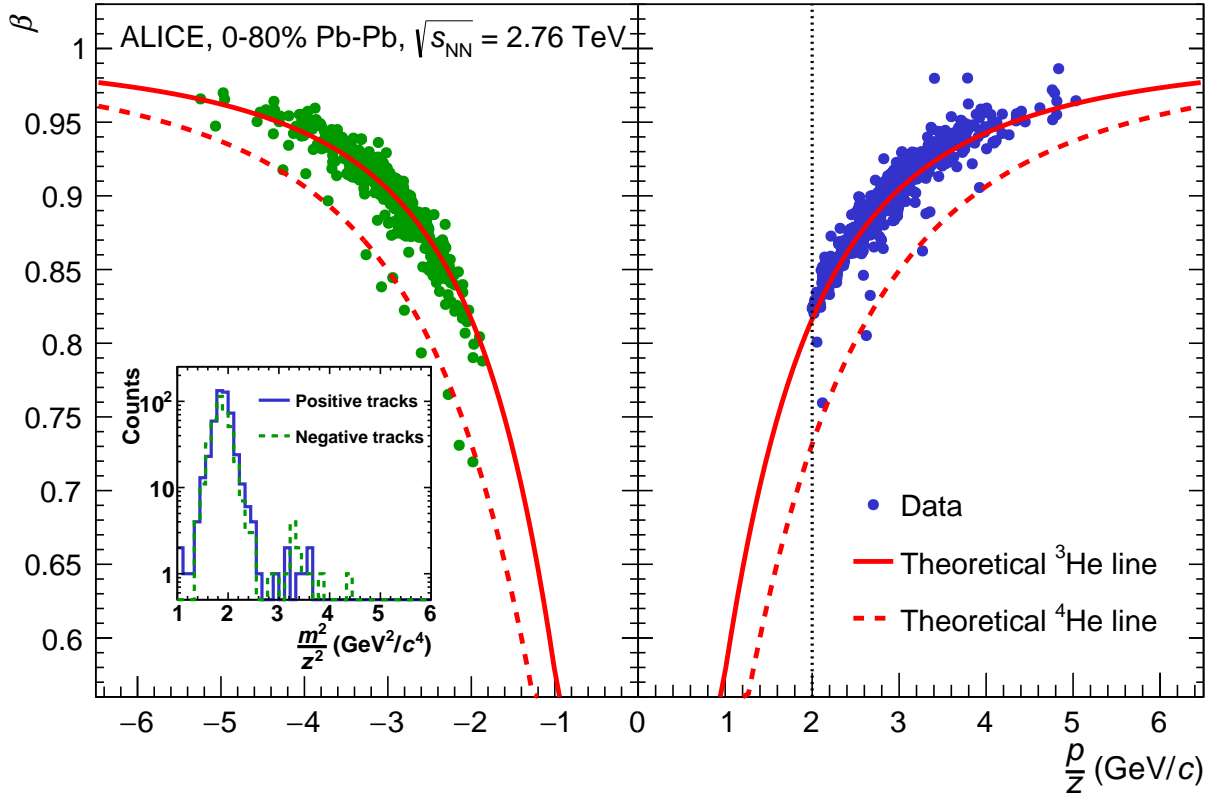 β
ALICE, 0-80% Pb-Pb, √s_NN = 2.76 TeV
1
0.95
0.9
0.85
0.8
0.75
0.7
0.65
0.6
Counts
10²
10
1
Positive tracks
Negative tracks
1 2 3 4 5 6
m²/z² (GeV²/c⁴)
Data
Theoretical ³He line
Theoretical ⁴He line
−6 −5 −4 −3 −2 −1 0 1 2 3 4 5 6
p/z (GeV/c)